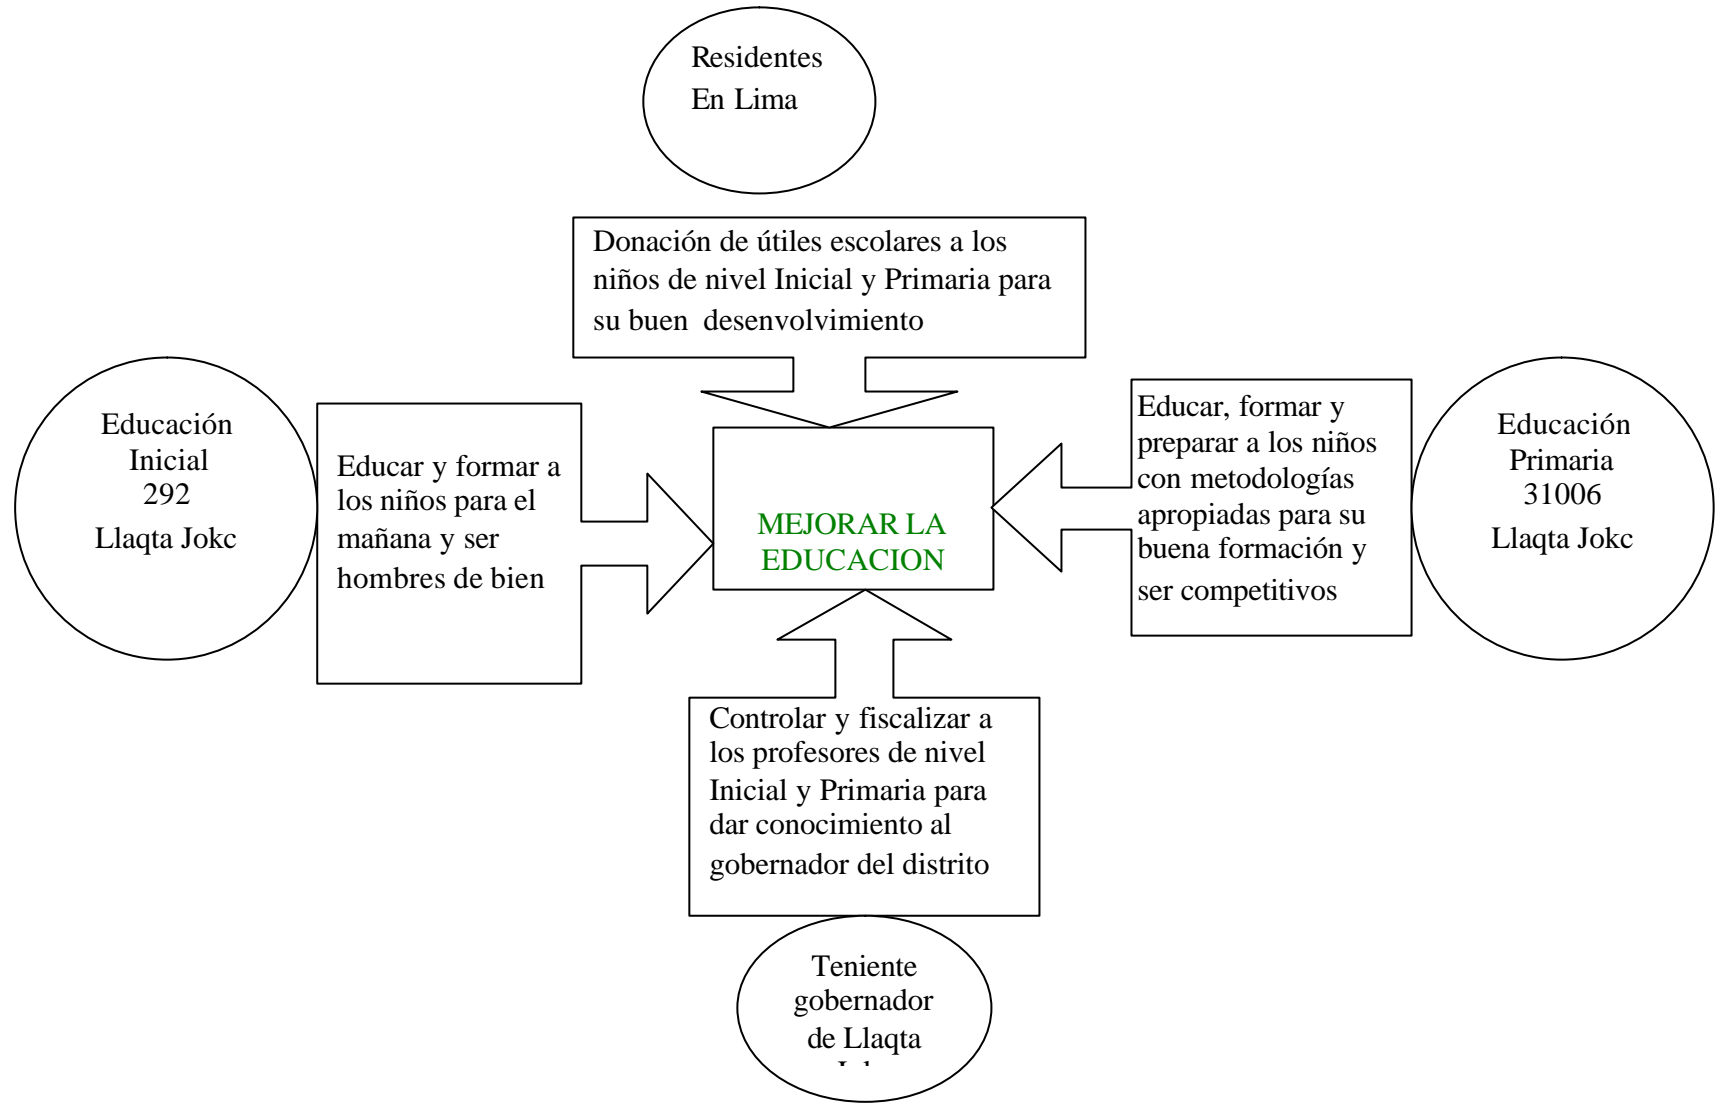 Residentes
En Lima
Donación de útiles escolares a los
niños de nivel Inicial y Primaria para
su buen desenvolvimiento
Educación
Inicial
292
Llaqta Jokc
Educar y formar a
los niños para el
mañana y ser
hombres de bien
MEJORAR LA
EDUCACION
Educar, formar y
preparar a los niños
con metodologías
apropiadas para su
buena formación y
ser competitivos
Educación
Primaria
31006
Llaqta Jokc
Controlar y fiscalizar a
los profesores de nivel
Inicial y Primaria para
dar conocimiento al
gobernador del distrito
Teniente
gobernador
de Llaqta